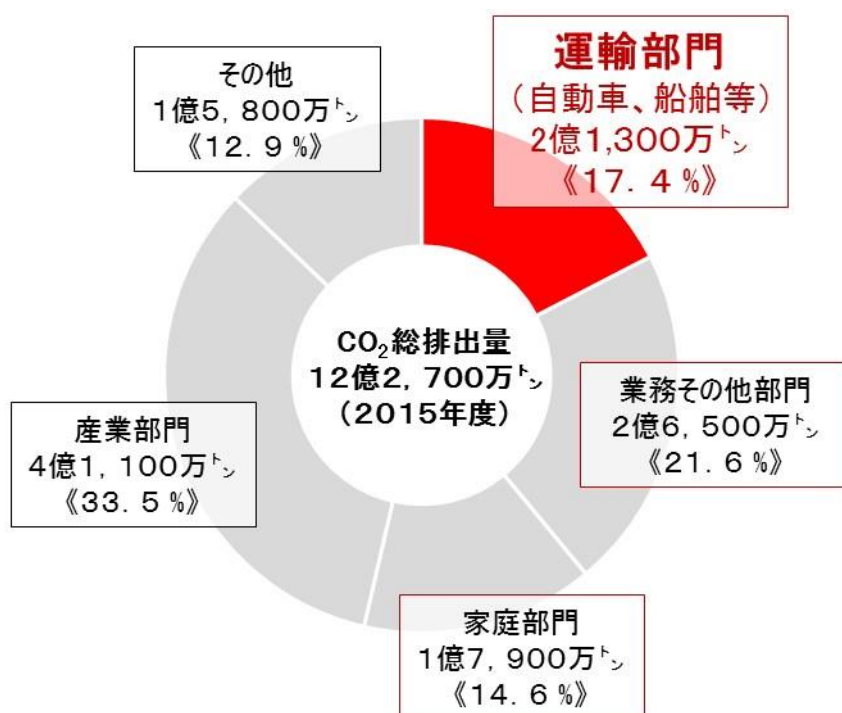 運輸部門
(自動車、船舶等)
2億1,300万㌧
《17.4%》
業務その他部門
2億6,500万㌧
《21.6%》
家庭部門
1億7,900万㌧
《14.6%》
産業部門
4億1,100万㌧
《33.5%》
その他
1億5,800万㌧
《12.9%》
CO₂総排出量
12億2,700万㌧
(2015年度)